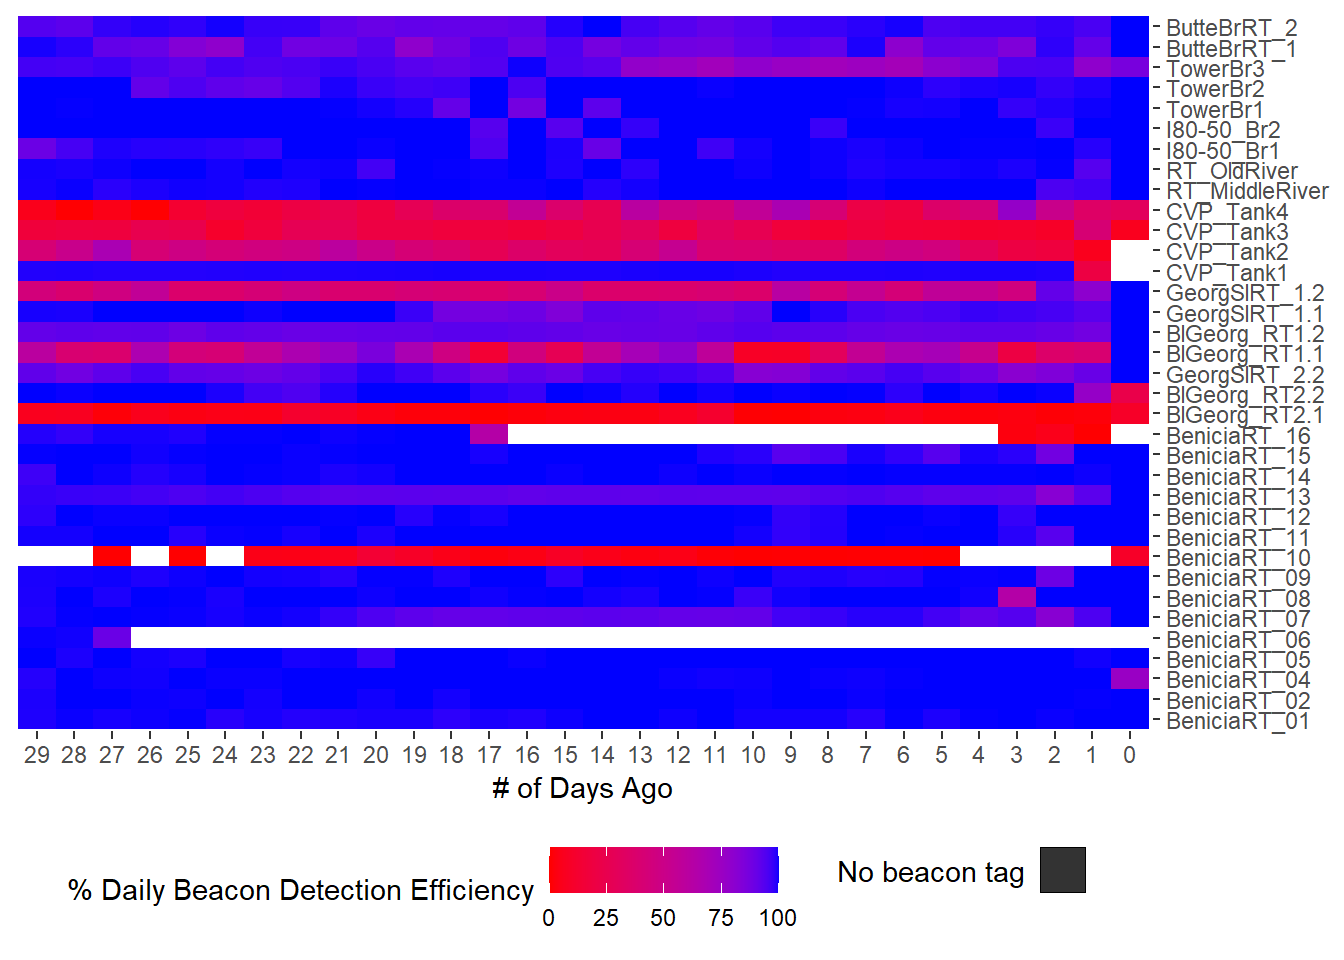 ButteBrRT_2
ButteBrRT_1
TowerBr3
TowerBr2
TowerBr1
I80-50_Br2
I80-50_Br1
RT_OldRiver
RT_MiddleRiver
CVP_Tank4
CVP_Tank3
CVP_Tank2
CVP_Tank1
GeorgSlRT_1.2
GeorgSlRT_1.1
BlGeorg_RT1.2
BlGeorg_RT1.1
GeorgSlRT_2.2
BlGeorg_RT2.2
BlGeorg_RT2.1
BeniciaRT_16
BeniciaRT_15
BeniciaRT_14
BeniciaRT_13
BeniciaRT_12
BeniciaRT_11
BeniciaRT_10
BeniciaRT_09
BeniciaRT_08
BeniciaRT_07
BeniciaRT_06
BeniciaRT_05
BeniciaRT_04
BeniciaRT_02
BeniciaRT_01
29 28 27 26 25 24 23 22 21 20 19 18 17 16 15 14 13 12 11 10 9 8 7 6 5 4 3 2 1 0
# of Days Ago
% Daily Beacon Detection Efficiency
0 25 50 75 100
No beacon tag